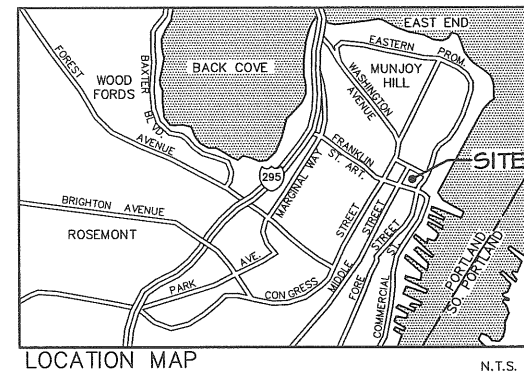 EAST END
EASTERN PROM.
FOREST AVENUE
WOOD
FORDS
BAXTER BLVD.
BACK COVE
WASHINGTON
AVENUE
MUNJOY
HILL
FRANKLIN
ST. ART.
SITE
295
MARGINAL WAY
BRIGHTON AVENUE
ROSEMONT
PARK AVE.
CONGRESS STREET
MIDDLE STREET
FORE STREET
COMMERCIAL ST.
PORTLAND
SO. PORTLAND
LOCATION MAP
N.T.S.